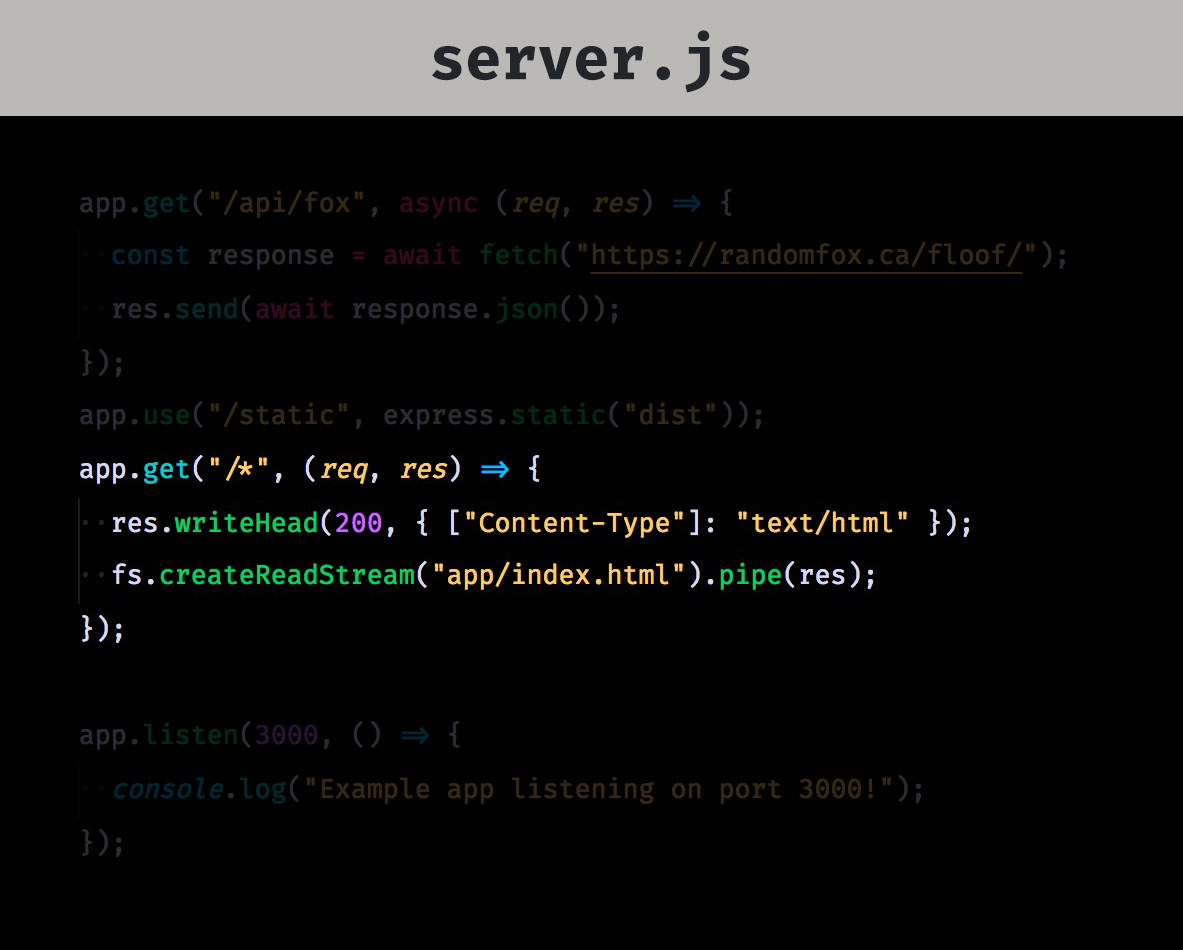 server.js
app.get("/api/fox", async (req, res) => {
const response = await fetch("https://randomfox.ca/floof/");
res.send(await response.json());
});
app.use("/static", express.static("dist"));
app.get("/*", (req, res) => {
res.writeHead(200, { ["Content-Type"]: "text/html" });
fs.createReadStream("app/index.html").pipe(res);
});
app.listen(3000, () => {
console.log("Example app listening on port 3000!");
});